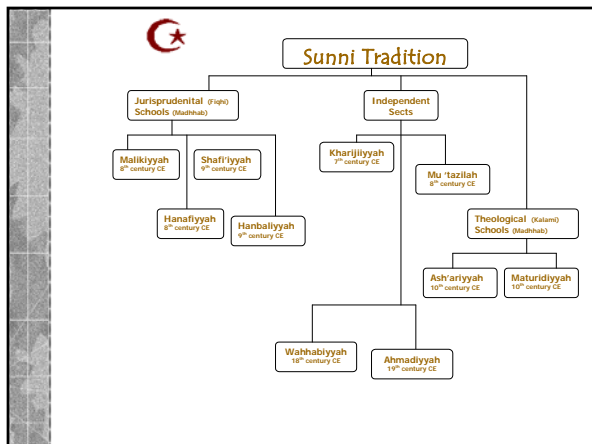 Sunni Tradition
Jurisprudenital (Fiqhi)
Schools (Madhhab)
Independent
Sects
Malikiyyah
8th century CE
Shafi'iyyah
9th century CE
Kharijiiyyah
7th century CE
Mu 'tazilah
8th century CE
Hanafiyyah
8th century CE
Hanbaliyyah
9th century CE
Theological (Kalami)
Schools (Madhhab)
Ash'ariyyah
10th century CE
Maturidiyyah
10th century CE
Wahhabiyyah
18th century CE
Ahmadiyyah
19th century CE